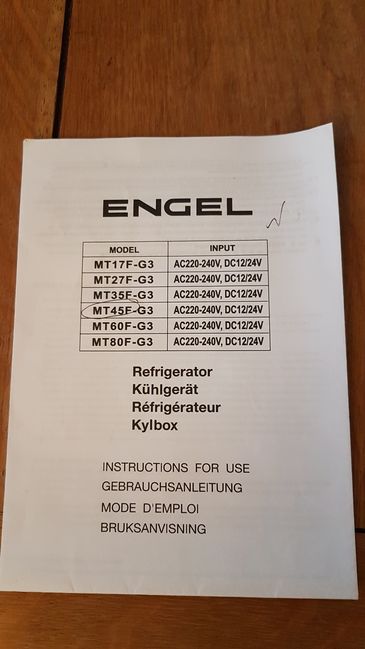 ENGEL
MODEL INPUT
MT17F-G3 AC220-240V, DC12/24V
MT27F-G3 AC220-240V, DC12/24V
MT35F-G3 AC220-240V, DC12/24V
MT45F-G3 AC220-240V, DC12/24V
MT60F-G3 AC220-240V, DC12/24V
MT80F-G3 AC220-240V, DC12/24V
Refrigerator
Kühlgerät
Réfrigérateur
Kylbox
INSTRUCTIONS FOR USE
GEBRAUCHSANLEITUNG
MODE D'EMPLOI
BRUKSANVISNING